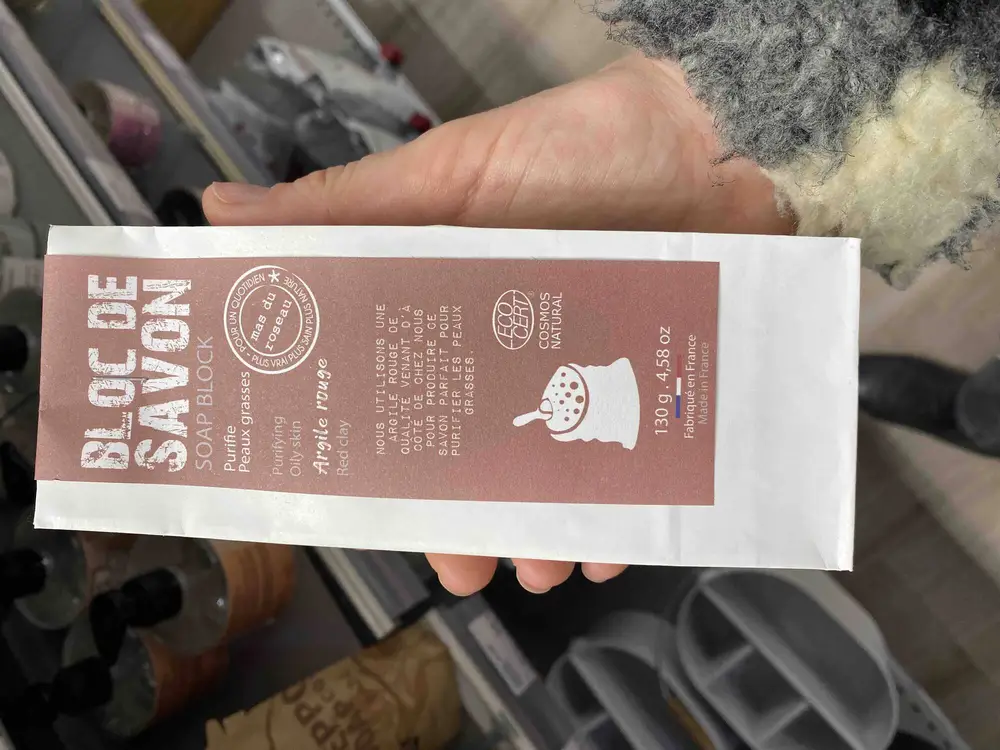 BLOC DE
SAVON
SOAP BLOCK
POUR UN QUOTIDIEN
mas du
roseau
PLUS VRAI PLUS SAIN PLUS NATURE
Purifie
Peaux grasses
Purifying
Oily skin
Argile rouge
Red clay
NOUS UTILISONS UNE
ARGILE ROUGE DE
QUALITÉ VENANT D'À
CÔTÉ DE CHEZ NOUS
POUR PRODUIRE CE
SAVON PARFAIT POUR
PURIFIER LES PEAUX
GRASSES.
ECO
CERT
COSMOS
NATURAL
130 g . 4,58 oz
Fabriqué en France
Made in France